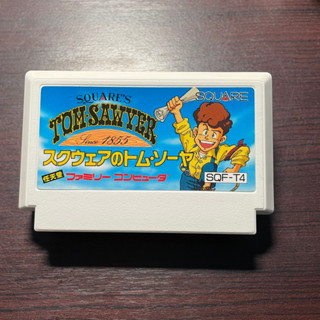 SQUARE'S
TOM·SAWYER
Since 1855
SQUARE
スクウェアのトム・ソーヤ
任天堂 ファミリー コンピュータ
SQF-T4